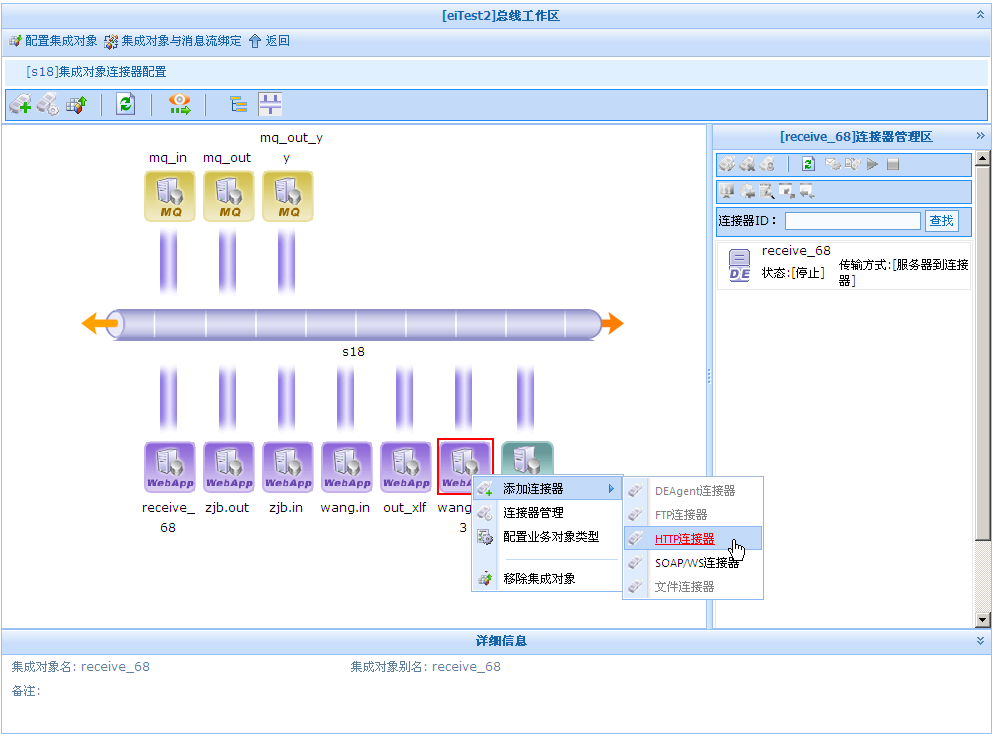 [eiTest2]总线工作区
配置集成对象 集成对象与消息流绑定 返回
[s18]集成对象连接器配置
mq_in mq_out mq_out_y
y
MQ MQ MQ
s18
WebApp WebApp WebApp WebApp WebApp
receive_ zjb.out zjb.in wang.in out_xlf wang
68 3
添加连接器
连接器管理
配置业务对象类型
移除集成对象
DEAgent连接器
FTP连接器
HTTP连接器
SOAP/WS连接器
文件连接器
[receive_68]连接器管理区
连接器ID： 查找
DE
receive_68
状态:[停止] 传输方式:[服务器到连接
器]
详细信息
集成对象名: receive_68 集成对象别名: receive_68
备注: